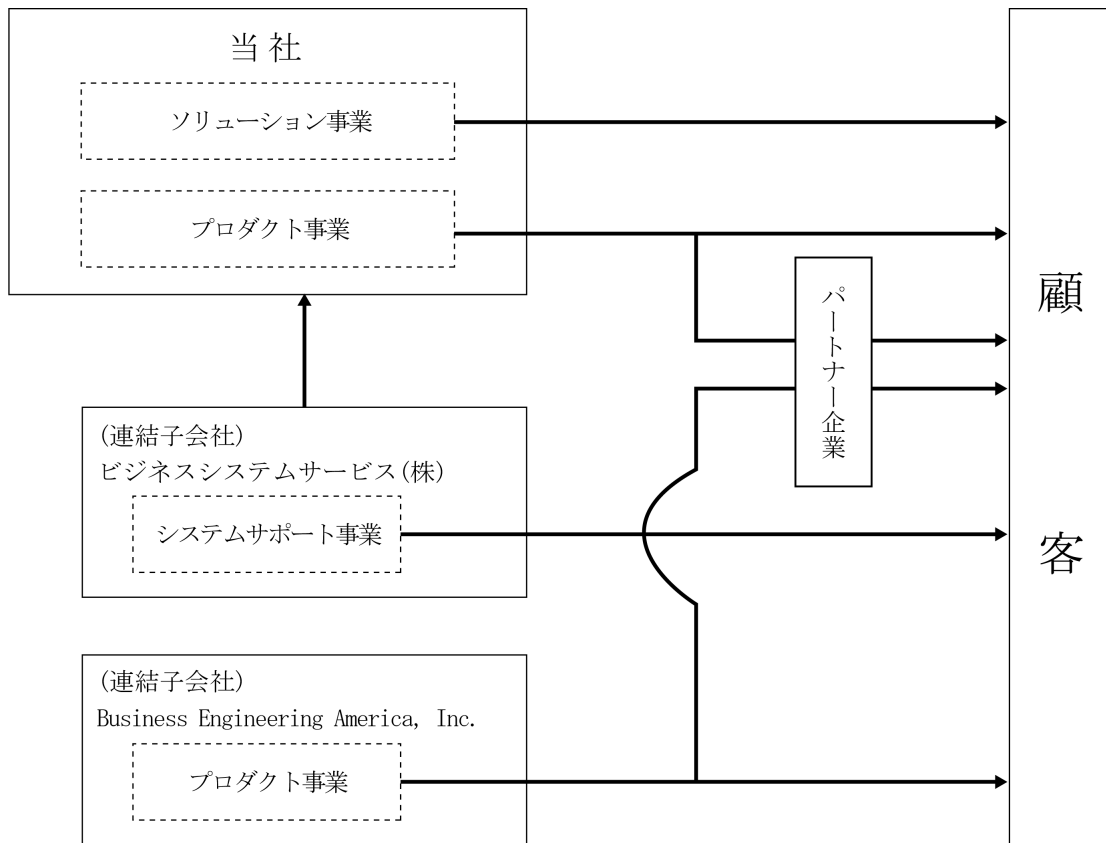 当社
ソリューション事業
プロダクト事業
パートナー企業
顧客
(連結子会社)
ビジネスシステムサービス(株)
システムサポート事業
(連結子会社)
Business Engineering America, Inc.
プロダクト事業